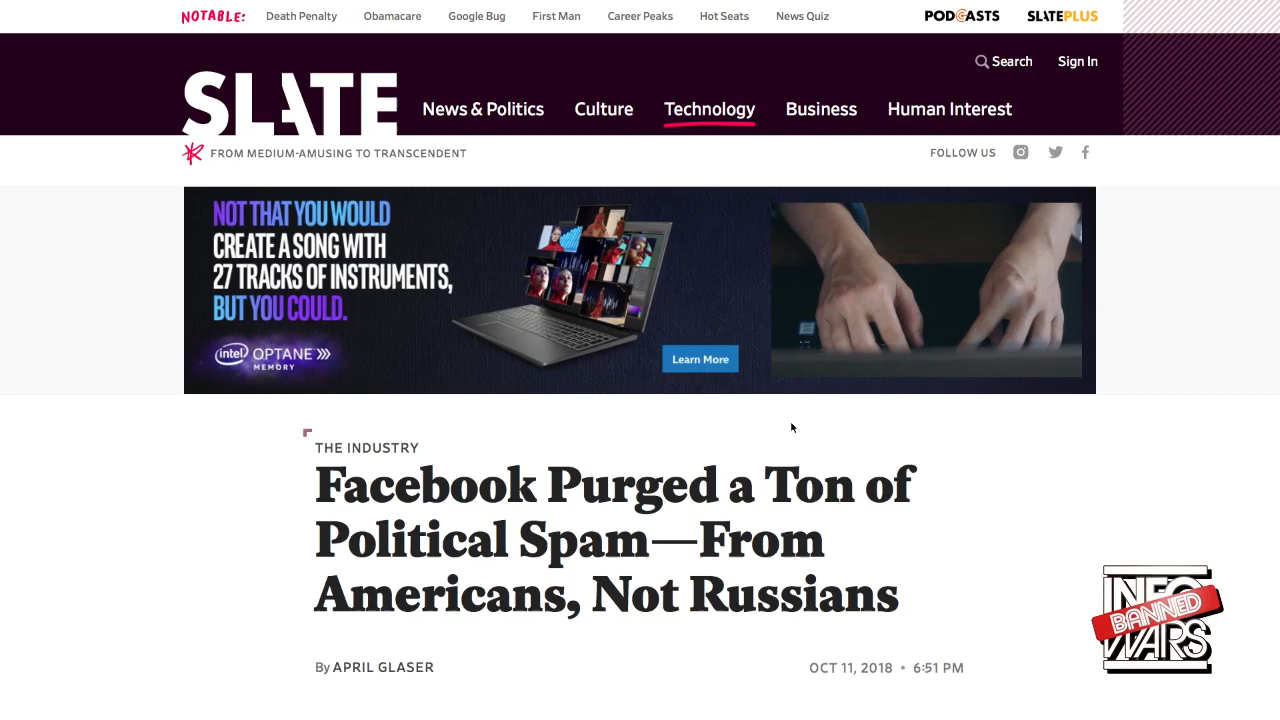 NOTABLE: Death Penalty Obamacare Google Bug First Man Career Peaks Hot Seats News Quiz PODCASTS SLATEPLUS
Search Sign In
SLATE News & Politics Culture Technology Business Human Interest
FROM MEDIUM-AMUSING TO TRANSCENDENT FOLLOW US
NOT THAT YOU WOULD
CREATE A SONG WITH
27 TRACKS OF INSTRUMENTS,
BUT YOU COULD.
intel OPTANE
MEMORY
Learn More
THE INDUSTRY
Facebook Purged a Ton of
Political Spam—From
Americans, Not Russians
By APRIL GLASER OCT 11, 2018 • 6:51 PM
INFO
BANNED
WARS